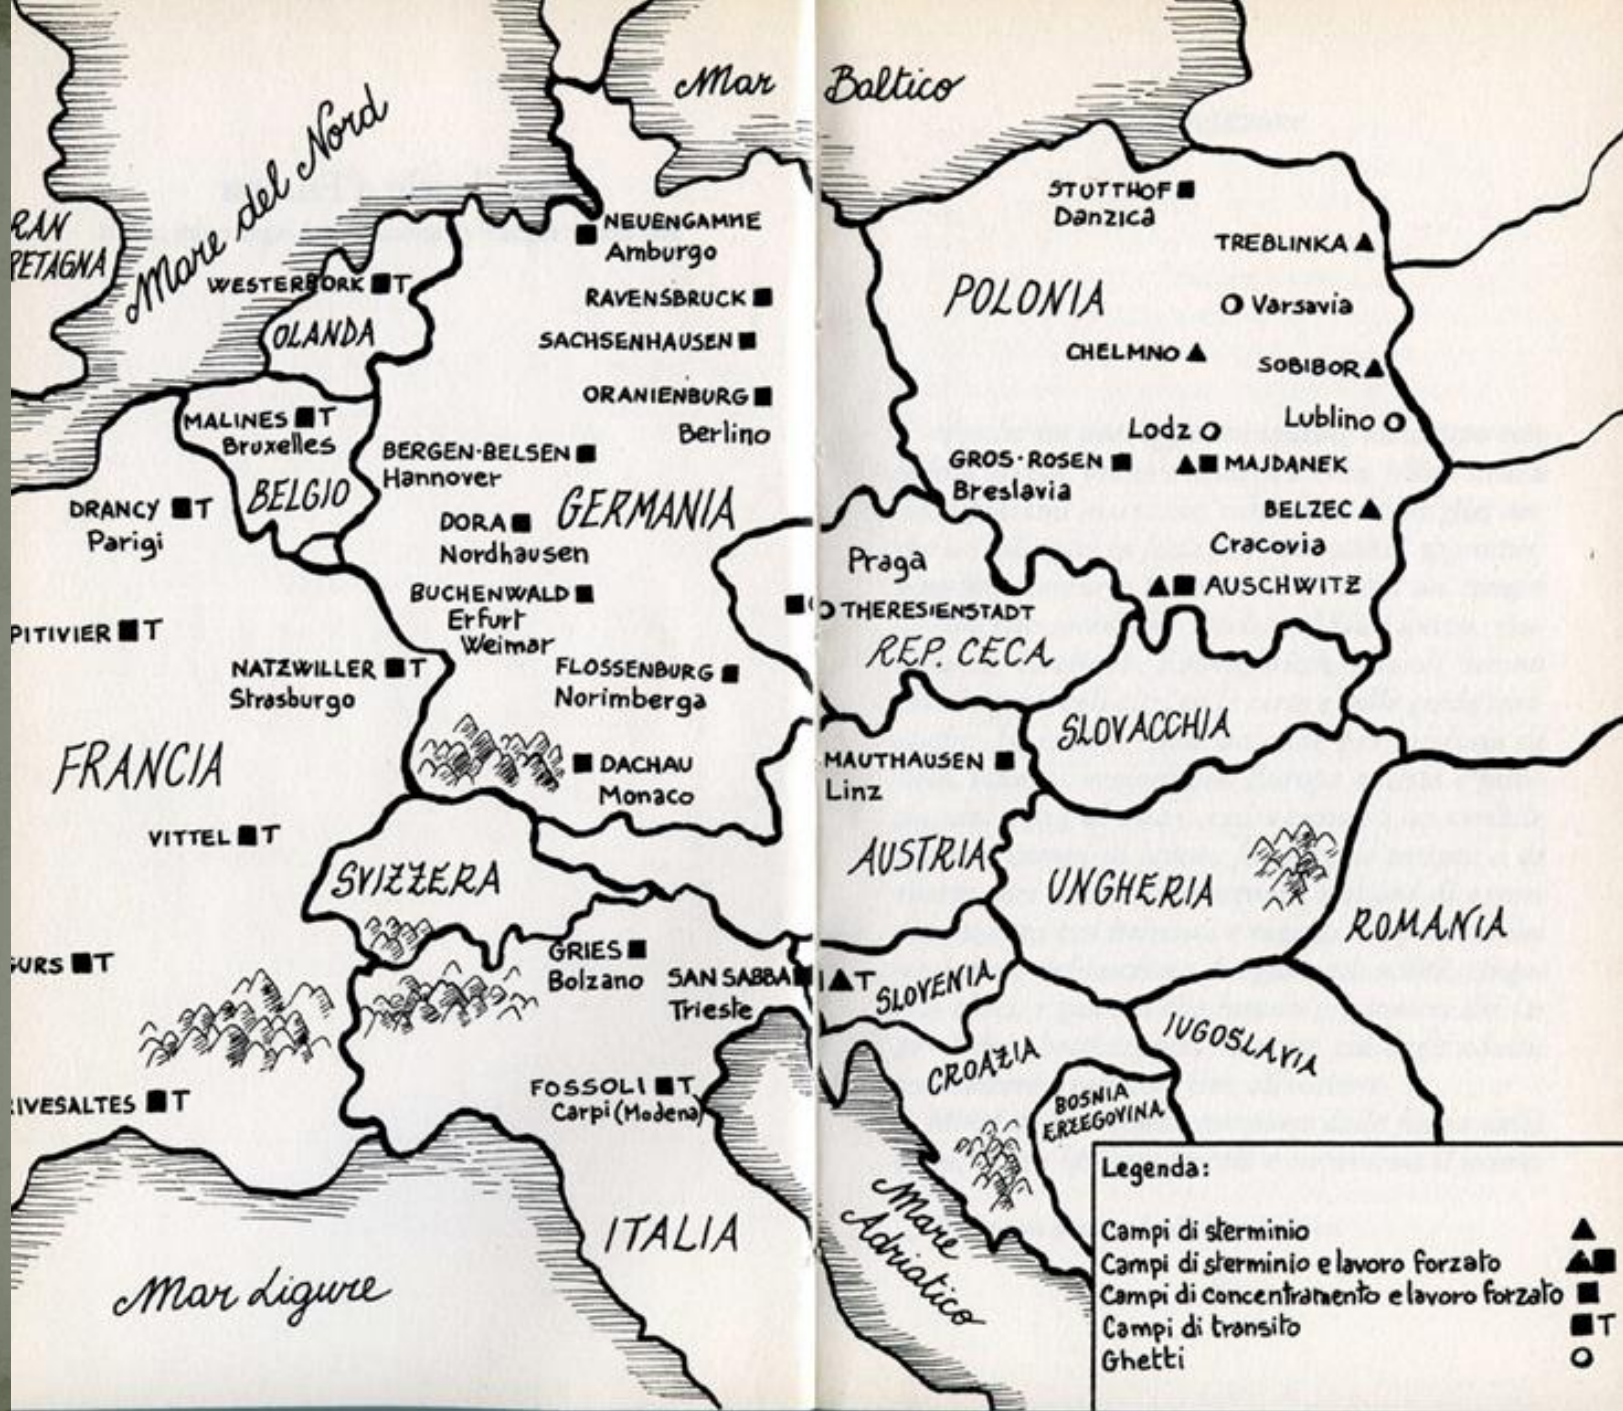 Mar Baltico
Mare del Nord
RAN
RETAGNA
STUTTHOF
Danzica
NEUENGAMME
Amburgo
TREBLINKA
WESTERBORK T
RAVENSBRUCK
POLONIA
Varsavia
OLANDA
SACHSENHAUSEN
CHELMNO
SOBIBOR
ORANIENBURG
Berlino
MALINES T
Bruxelles
Lodz
Lublino
BERGEN-BELSEN
Hannover
GROS-ROSEN
Breslavia
MAJDANEK
BELGIO
DRANCY T
Parigi
GERMANIA
DORA
Nordhausen
BELZEC
Cracovia
Praga
BUCHENWALD
Erfurt
Weimar
AUSCHWITZ
THERESIENSTADT
PITIVIER T
REP. CECA
NATZWILLER T
Strasburgo
FLOSSENBURG
Norimberga
SLOVACCHIA
FRANCIA
DACHAU
Monaco
MAUTHAUSEN
Linz
VITTEL T
AUSTRIA
SVIZZERA
UNGHERIA
ROMANIA
GURS T
GRIES
Bolzano
SAN SABBA T
Trieste
SLOVENIA
IUGOSLAVIA
CROAZIA
FOSSOLI T
Carpi (Modena)
BOSNIA
ERZEGOVINA
RIVESALTES T
ITALIA
Mare
Adriatico
Mar Ligure
Legenda:
Campi di sterminio
Campi di sterminio e lavoro forzato
Campi di concentramento e lavoro forzato
Campi di transito T
Ghetti